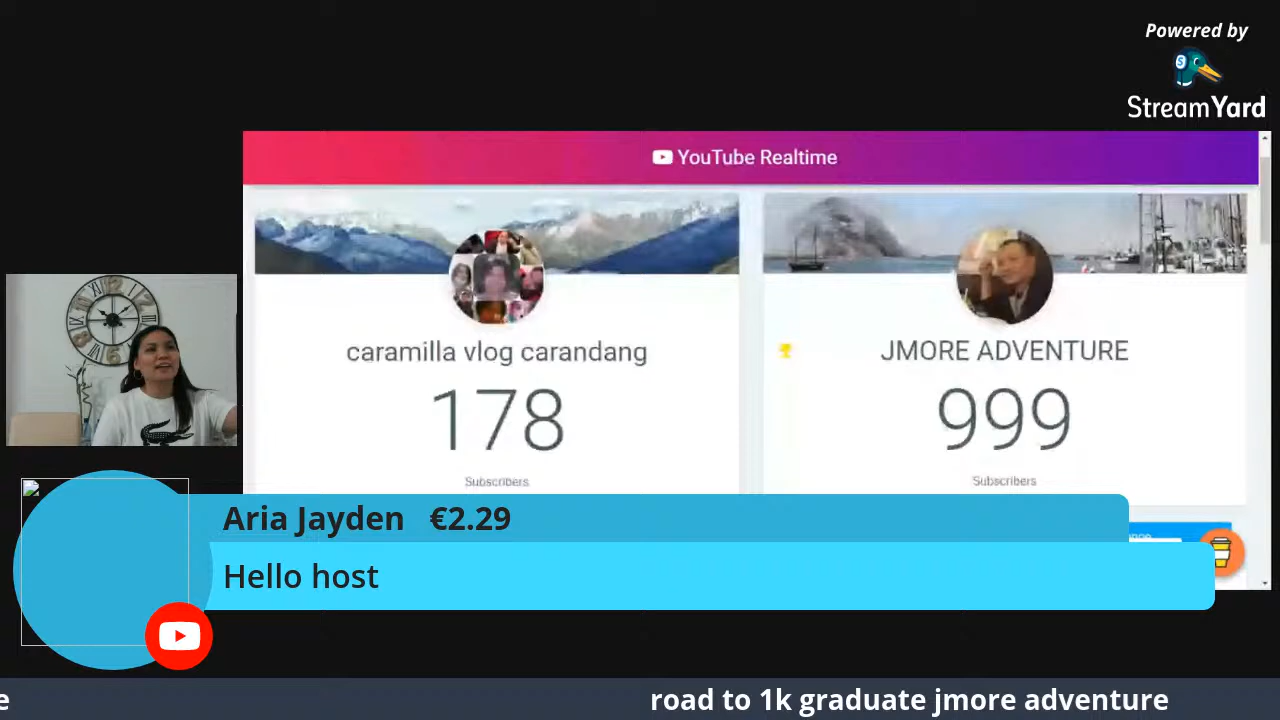 Powered by
StreamYard
YouTube Realtime
caramilla vlog carandang
178
Subscribers
JMORE ADVENTURE
999
Subscribers
Aria Jayden €2.29
Hello host
road to 1k graduate jmore adventure